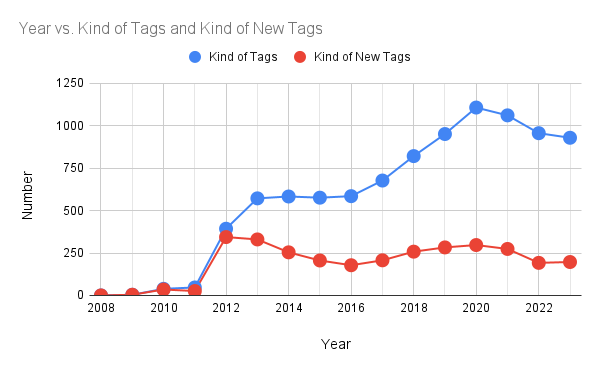 Year vs. Kind of Tags and Kind of New Tags
Kind of Tags Kind of New Tags
1250
1000
750
500
250
0
2008 2010 2012 2014 2016 2018 2020 2022
Number
Year